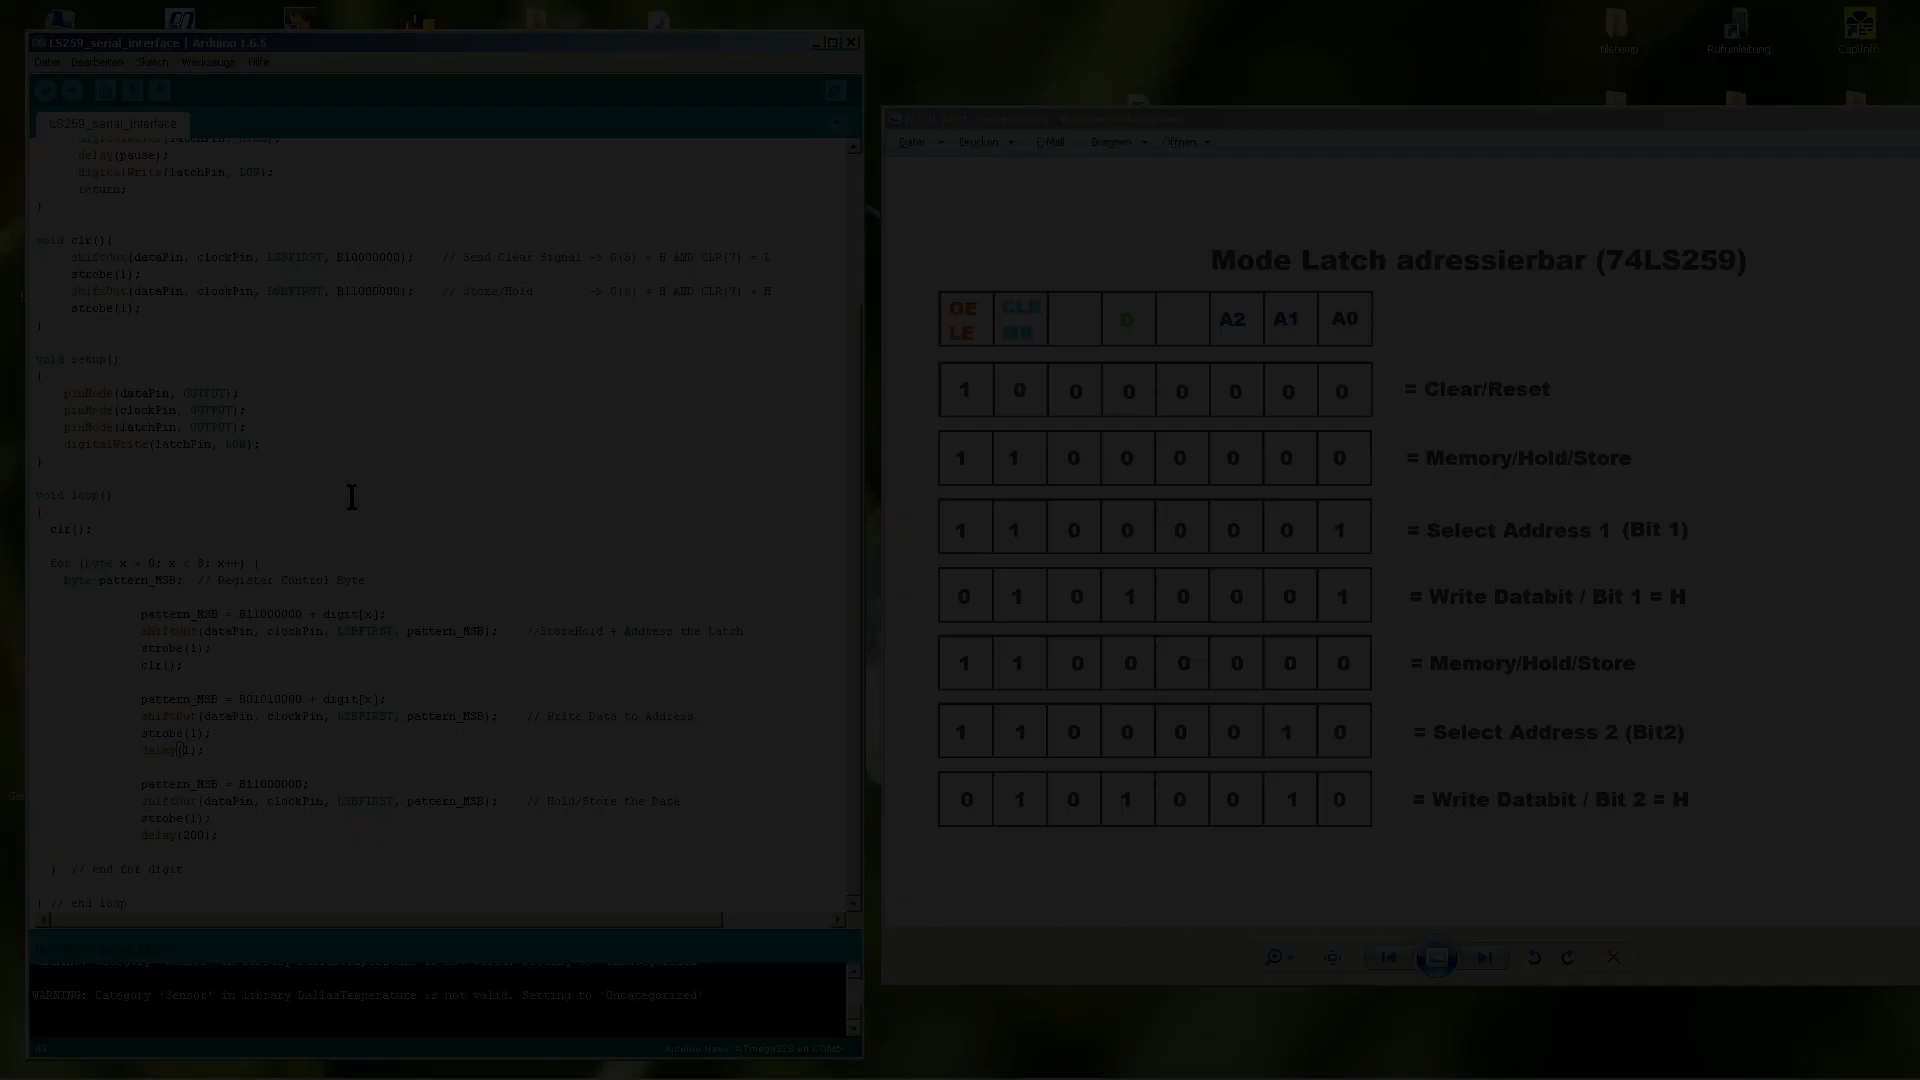 Filetemp
Rufumleitung
CapiInfo
LS259_serial_interface | Arduino 1.6.5
Datei Bearbeiten Sketch Werkzeuge Hilfe
LS259_serial_interface
delay(pause);
digitalWrite(latchPin, LOW);
return;
}
void clr(){
shiftOut(dataPin, clockPin, LSBFIRST, B10000000); // Send Clear Signal -> G(8) = H AND CLR(7) = L
strobe(1);
shiftOut(dataPin, clockPin, LSBFIRST, B11000000); // Store/Hold -> G(8) = H AND CLR(7) = H
strobe(1);
}
void setup()
{
pinMode(dataPin, OUTPUT);
pinMode(clockPin, OUTPUT);
pinMode(latchPin, OUTPUT);
digitalWrite(latchPin, LOW);
}
void loop()
{
clr();
for (byte x = 0; x < 8; x++) {
byte pattern_MSB; // Register Control Byte
pattern_MSB = B11000000 + digit[x];
shiftOut(dataPin, clockPin, LSBFIRST, pattern_MSB); //StoreHold + Address the Latch
strobe(1);
clr();
pattern_MSB = B01010000 + digit[x];
shiftOut(dataPin, clockPin, LSBFIRST, pattern_MSB); // Write Data to Address
strobe(1);
delay(1);
pattern_MSB = B11000000;
shiftOut(dataPin, clockPin, LSBFIRST, pattern_MSB); // Hold/Store the Data
strobe(1);
delay(200);
} // end for digit
} // end loop
WARNING: Category 'Sensor' in library DallasTemperature is not valid. Setting to 'Uncategorized'
46
Datei Drucken E-Mail Brennen Öffnen
Mode Latch adressierbar (74LS259)
OE CLR D A2 A1 A0
LE MR
1 0 0 0 0 0 0 0 = Clear/Reset
1 1 0 0 0 0 0 0 = Memory/Hold/Store
1 1 0 0 0 0 0 1 = Select Address 1 (Bit 1)
0 1 0 1 0 0 0 1 = Write Databit / Bit 1 = H
1 1 0 0 0 0 0 0 = Memory/Hold/Store
1 1 0 0 0 0 1 0 = Select Address 2 (Bit2)
0 1 0 1 0 0 1 0 = Write Databit / Bit 2 = H